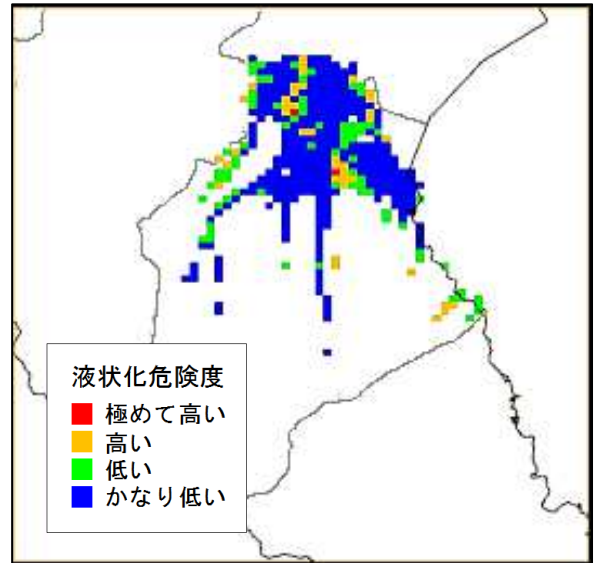 液状化危険度
極めて高い
高い
低い
かなり低い